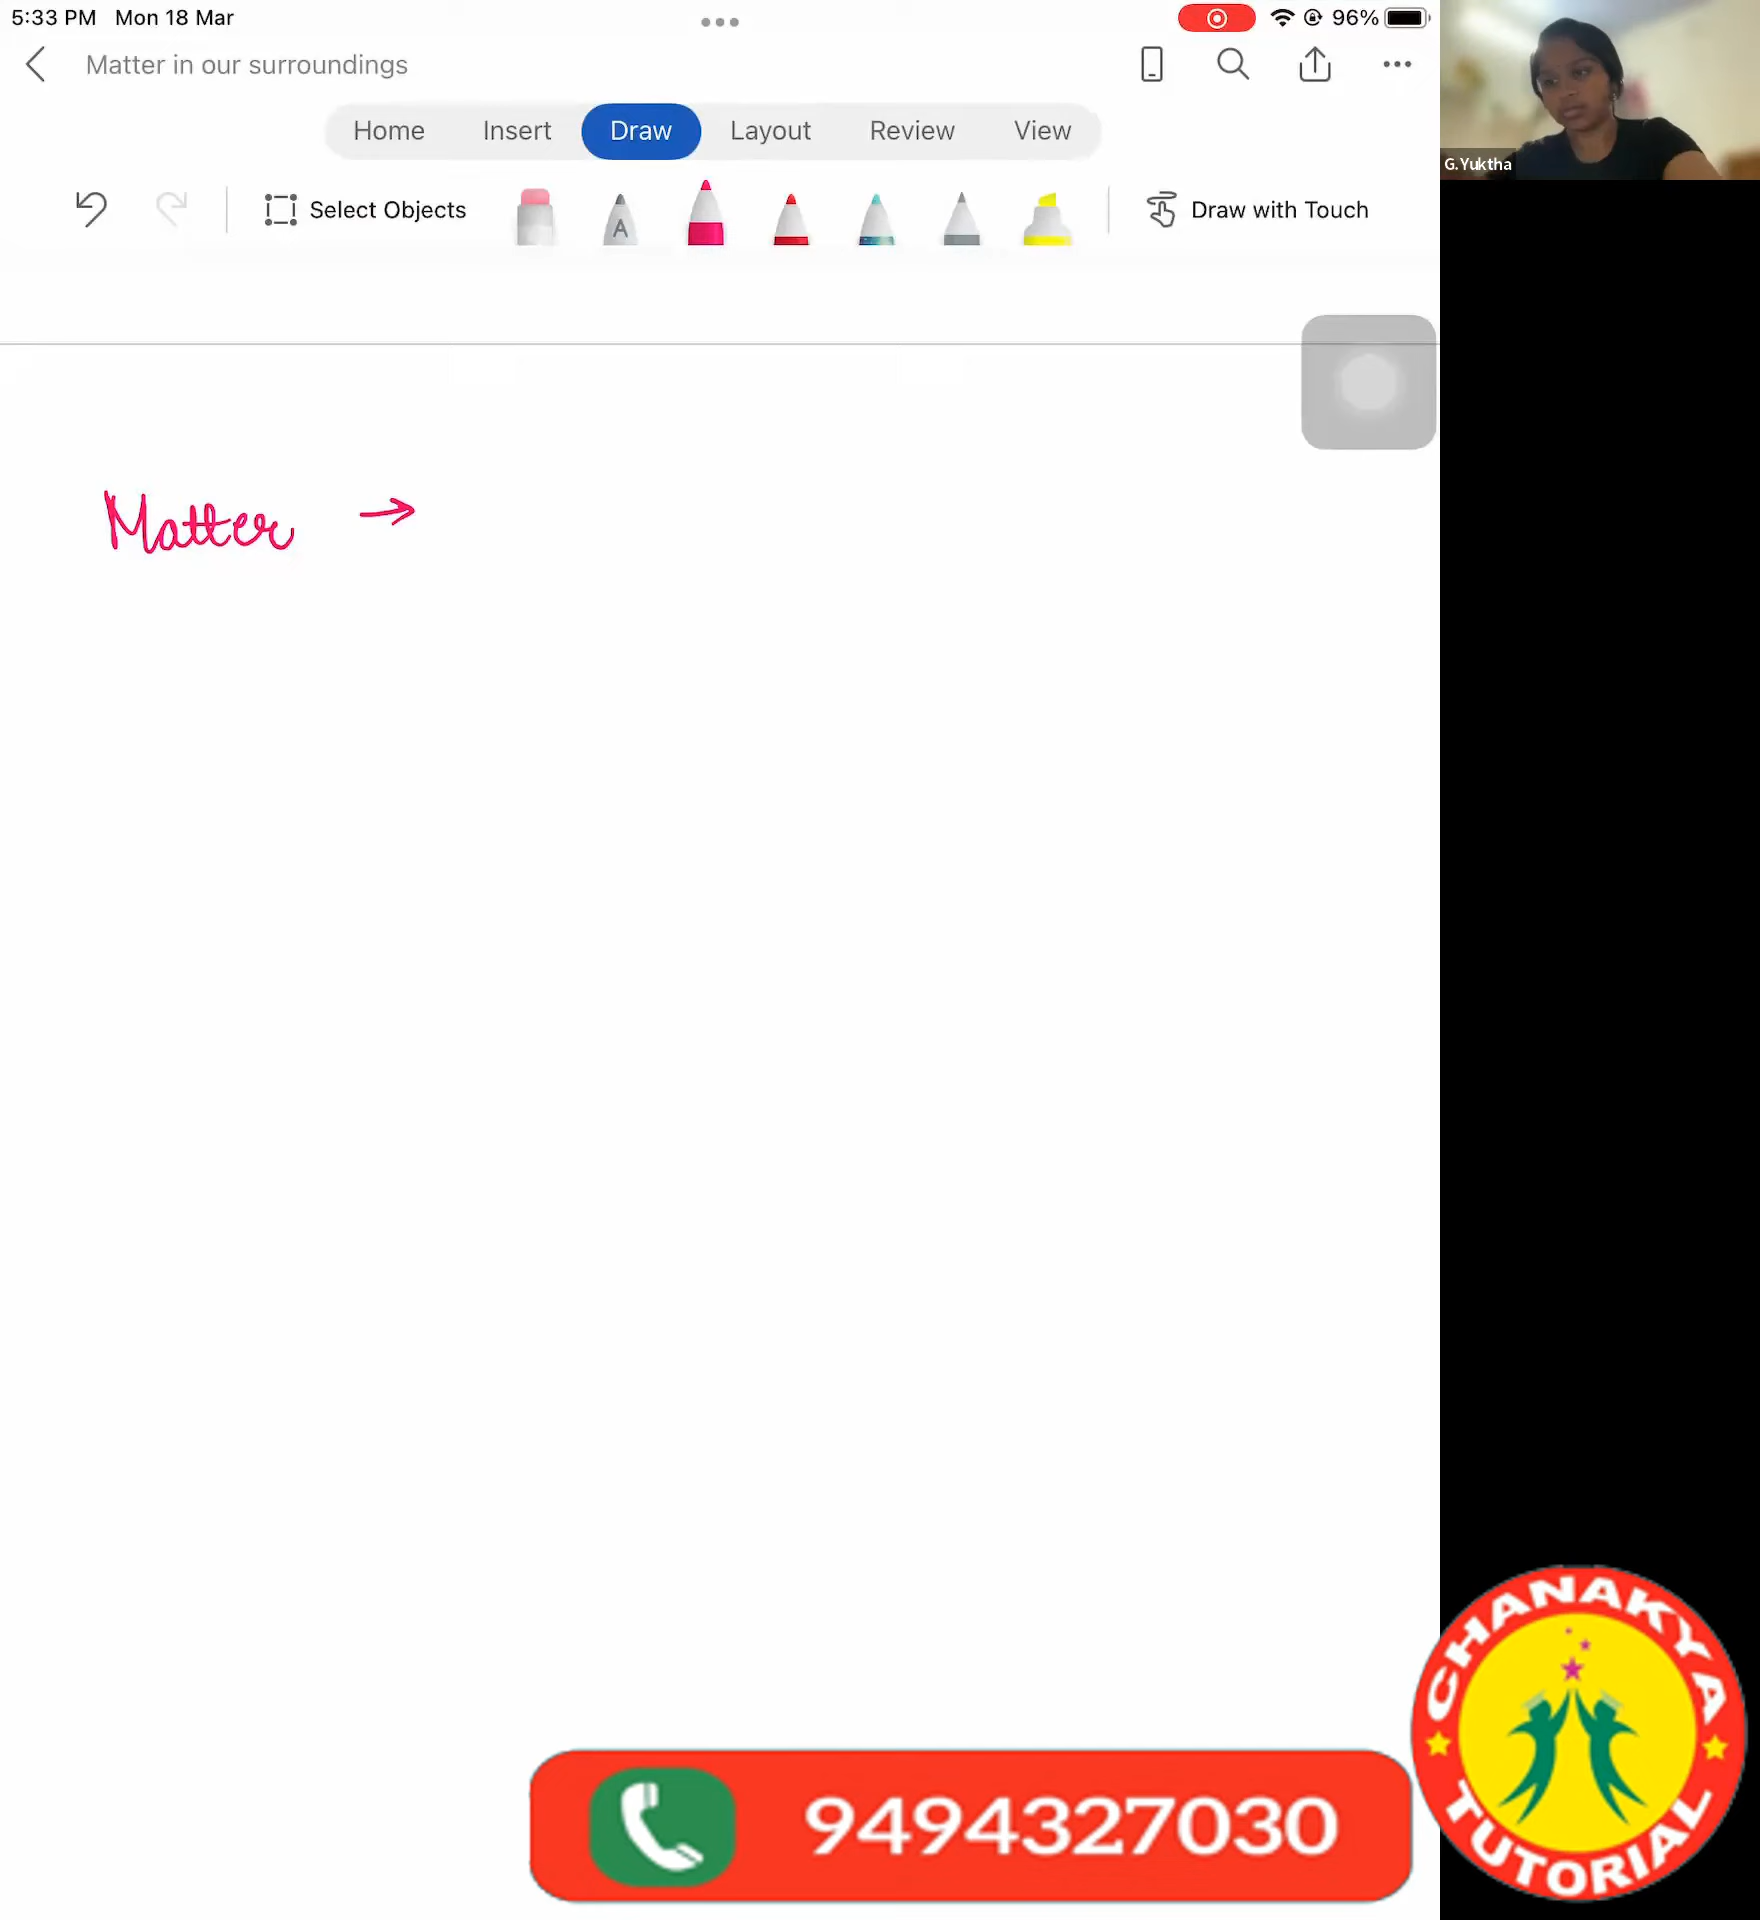 5:33 PM Mon 18 Mar
96%
Matter in our surroundings
Home Insert Draw Layout Review View
Select Objects
A
Draw with Touch
G.Yuktha
Matter →
9494327030
CHANAKYA
TUTORIAL